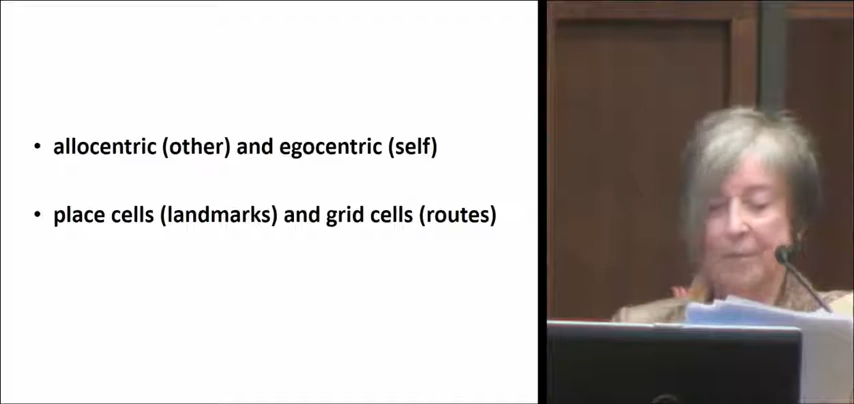 • allocentric (other) and egocentric (self)
• place cells (landmarks) and grid cells (routes)